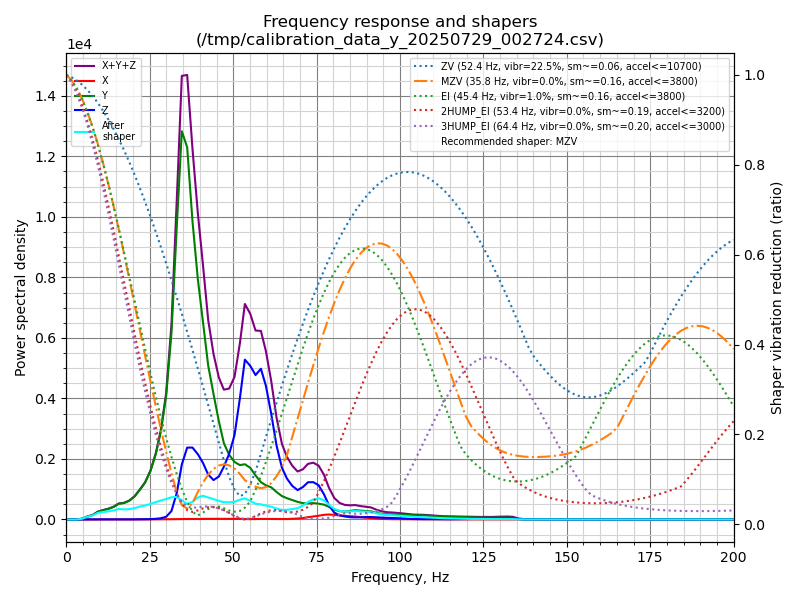 Frequency response and shapers
(/tmp/calibration_data_y_20250729_002724.csv)
1e4
X+Y+Z
X
Y
Z
After
shaper
ZV (52.4 Hz, vibr=22.5%, sm~=0.06, accel<=10700)
MZV (35.8 Hz, vibr=0.0%, sm~=0.16, accel<=3800)
EI (45.4 Hz, vibr=1.0%, sm~=0.16, accel<=3800)
2HUMP_EI (53.4 Hz, vibr=0.0%, sm~=0.19, accel<=3200)
3HUMP_EI (64.4 Hz, vibr=0.0%, sm~=0.20, accel<=3000)
Recommended shaper: MZV
Power spectral density
1.4
1.2
1.0
0.8
0.6
0.4
0.2
0.0
1.0
0.8
0.6
0.4
0.2
0.0
Shaper vibration reduction (ratio)
0 25 50 75 100 125 150 175 200
Frequency, Hz